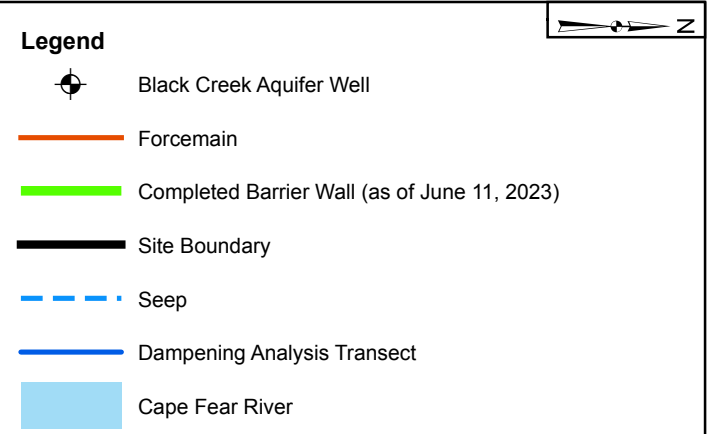 N
Legend
Black Creek Aquifer Well
Forcemain
Completed Barrier Wall (as of June 11, 2023)
Site Boundary
Seep
Dampening Analysis Transect
Cape Fear River